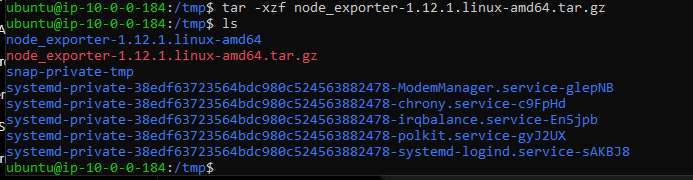 ubuntu@ip-10-0-0-184:/tmp$ tar -xzf node_exporter-1.12.1.linux-amd64.tar.gz
ubuntu@ip-10-0-0-184:/tmp$ ls
node_exporter-1.12.1.linux-amd64
node_exporter-1.12.1.linux-amd64.tar.gz
snap-private-tmp
systemd-private-38edf63723564bdc980c524563882478-ModemManager.service-glepNB
systemd-private-38edf63723564bdc980c524563882478-chrony.service-c9FpHd
systemd-private-38edf63723564bdc980c524563882478-irqbalance.service-En5jpb
systemd-private-38edf63723564bdc980c524563882478-polkit.service-gyJ2UX
systemd-private-38edf63723564bdc980c524563882478-systemd-logind.service-sAKBJ8
ubuntu@ip-10-0-0-184:/tmp$